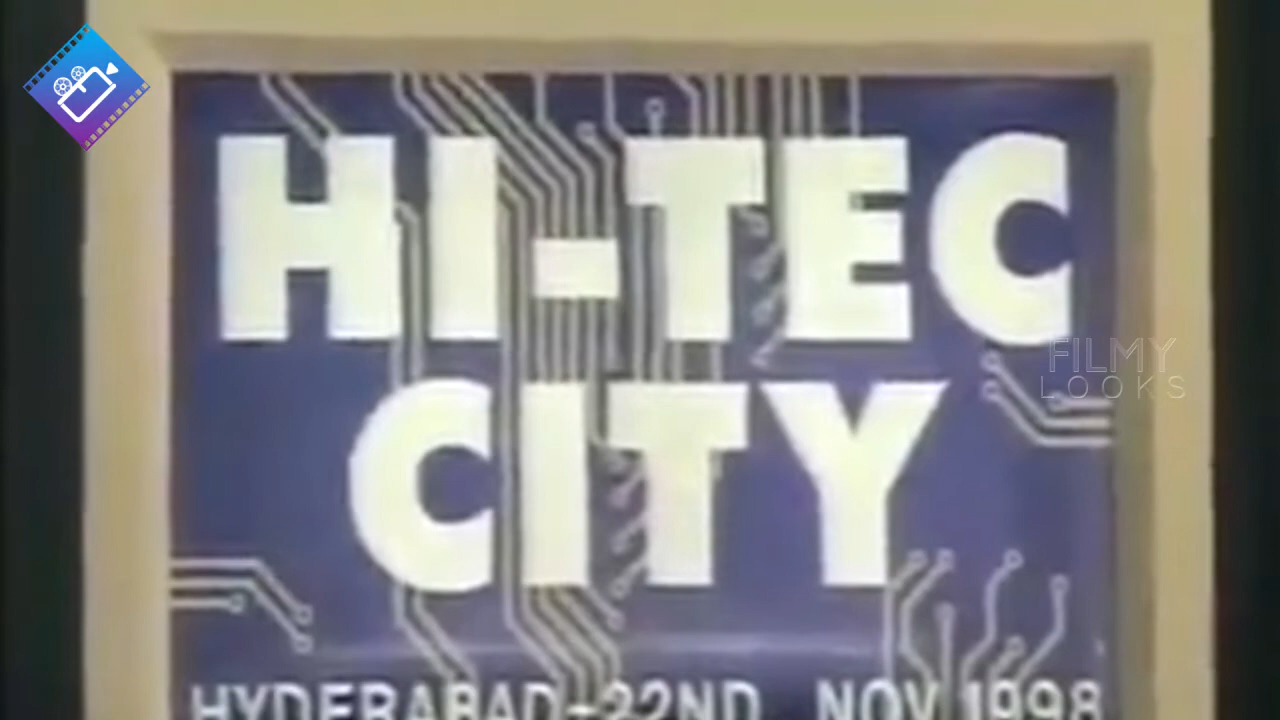 HI-TEC
CITY
FILMY
LOOKS
HYDERABAD-22ND NOV 1998